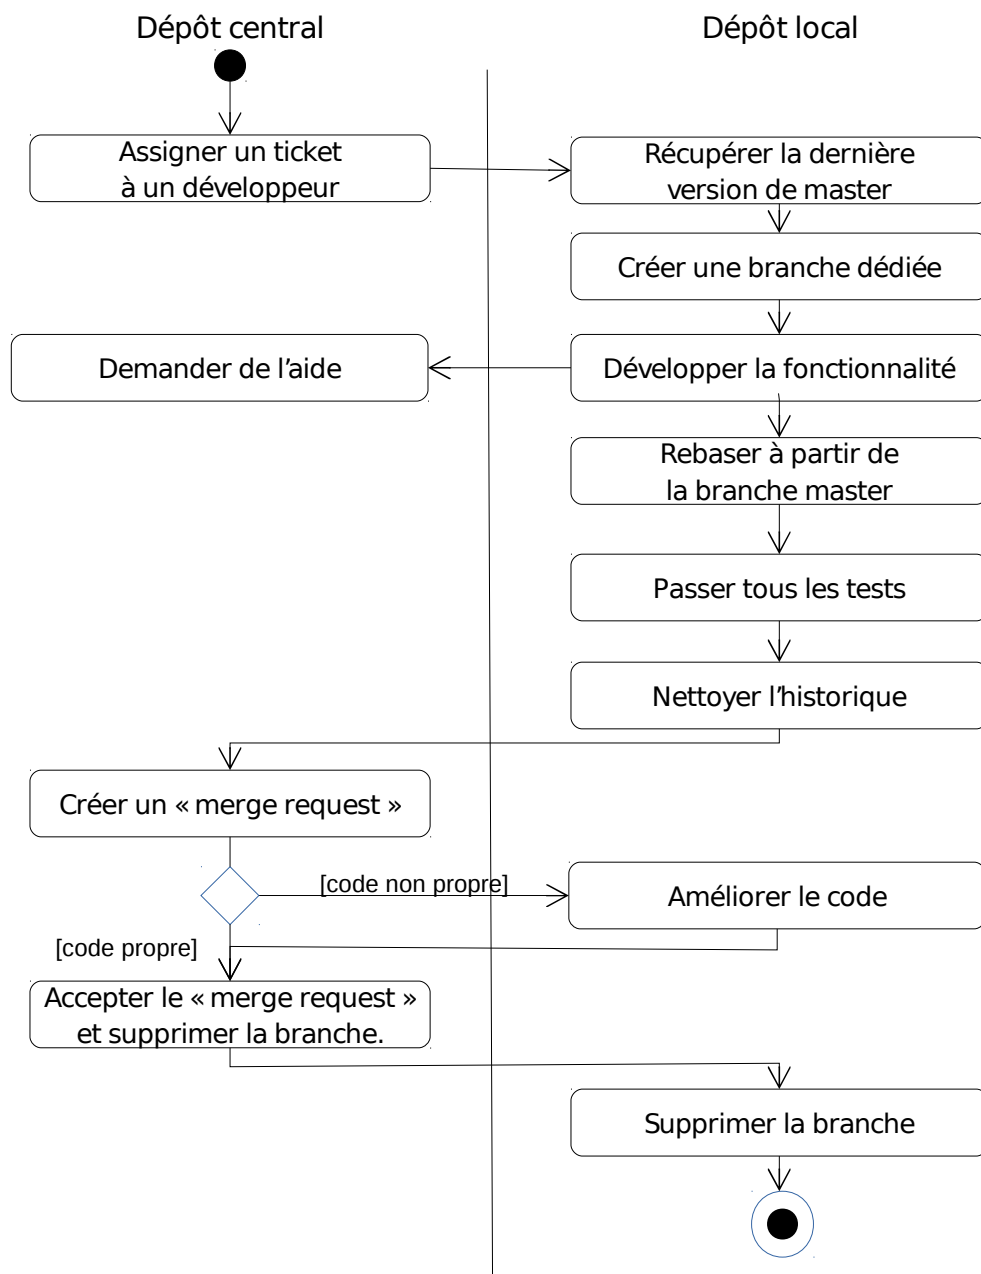 Dépôt central
Dépôt local
Assigner un ticket
à un développeur
Récupérer la dernière
version de master
Créer une branche dédiée
Demander de l’aide
Développer la fonctionnalité
Rebaser à partir de
la branche master
Passer tous les tests
Nettoyer l’historique
Créer un « merge request »
[code non propre]
Améliorer le code
[code propre]
Accepter le « merge request »
et supprimer la branche.
Supprimer la branche